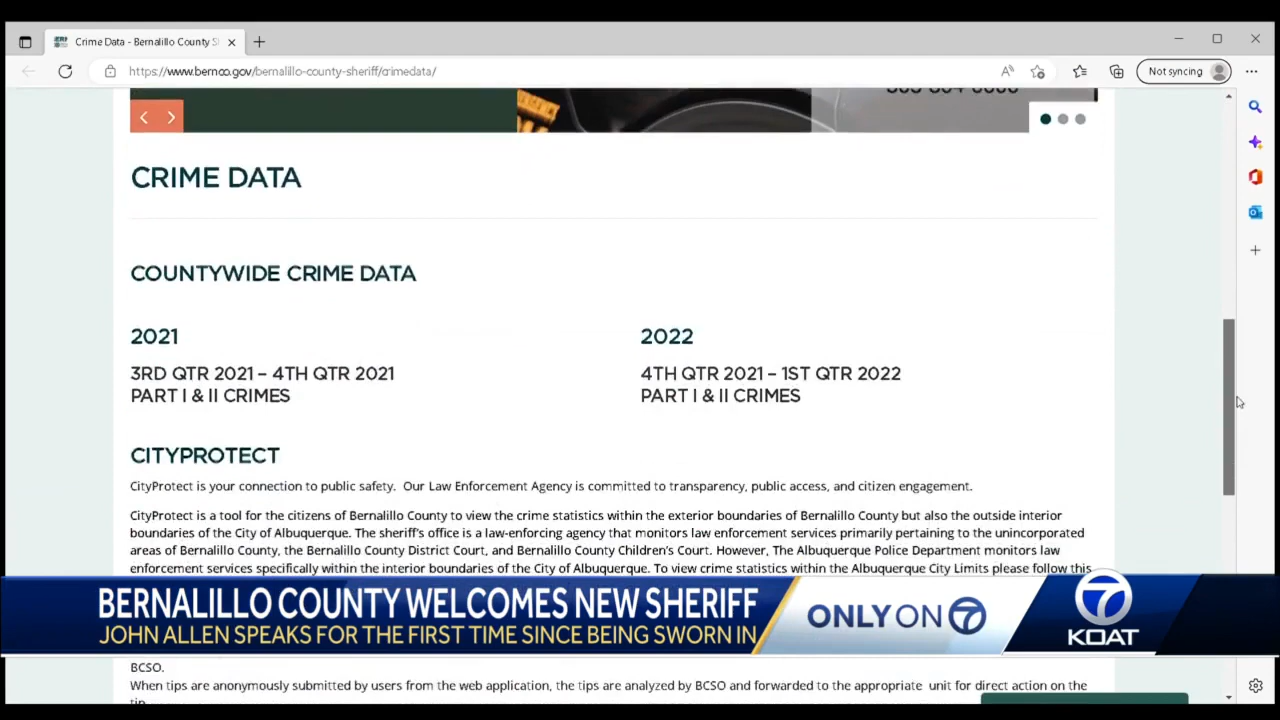 Crime Data - Bernalillo County S
https://www.bernco.gov/bernalillo-county-sheriff/crimedata/
Not syncing
CRIME DATA
COUNTYWIDE CRIME DATA
2021
3RD QTR 2021 – 4TH QTR 2021
PART I & II CRIMES
2022
4TH QTR 2021 – 1ST QTR 2022
PART I & II CRIMES
CITYPROTECT
CityProtect is your connection to public safety. Our Law Enforcement Agency is committed to transparency, public access, and citizen engagement.
CityProtect is a tool for the citizens of Bernalillo County to view the crime statistics within the exterior boundaries of Bernalillo County but also the outside interior
boundaries of the City of Albuquerque. The sheriff's office is a law-enforcing agency that monitors law enforcement services primarily pertaining to the unincorporated
areas of Bernalillo County, the Bernalillo County District Court, and Bernalillo County Children's Court. However, The Albuquerque Police Department monitors law
enforcement services specifically within the interior boundaries of the City of Albuquerque. To view crime statistics within the Albuquerque City Limits please follow this
BERNALILLO COUNTY WELCOMES NEW SHERIFF
JOHN ALLEN SPEAKS FOR THE FIRST TIME SINCE BEING SWORN IN
ONLY ON 7
7
KOAT
BCSO.
When tips are anonymously submitted by users from the web application, the tips are analyzed by BCSO and forwarded to the appropriate unit for direct action on the